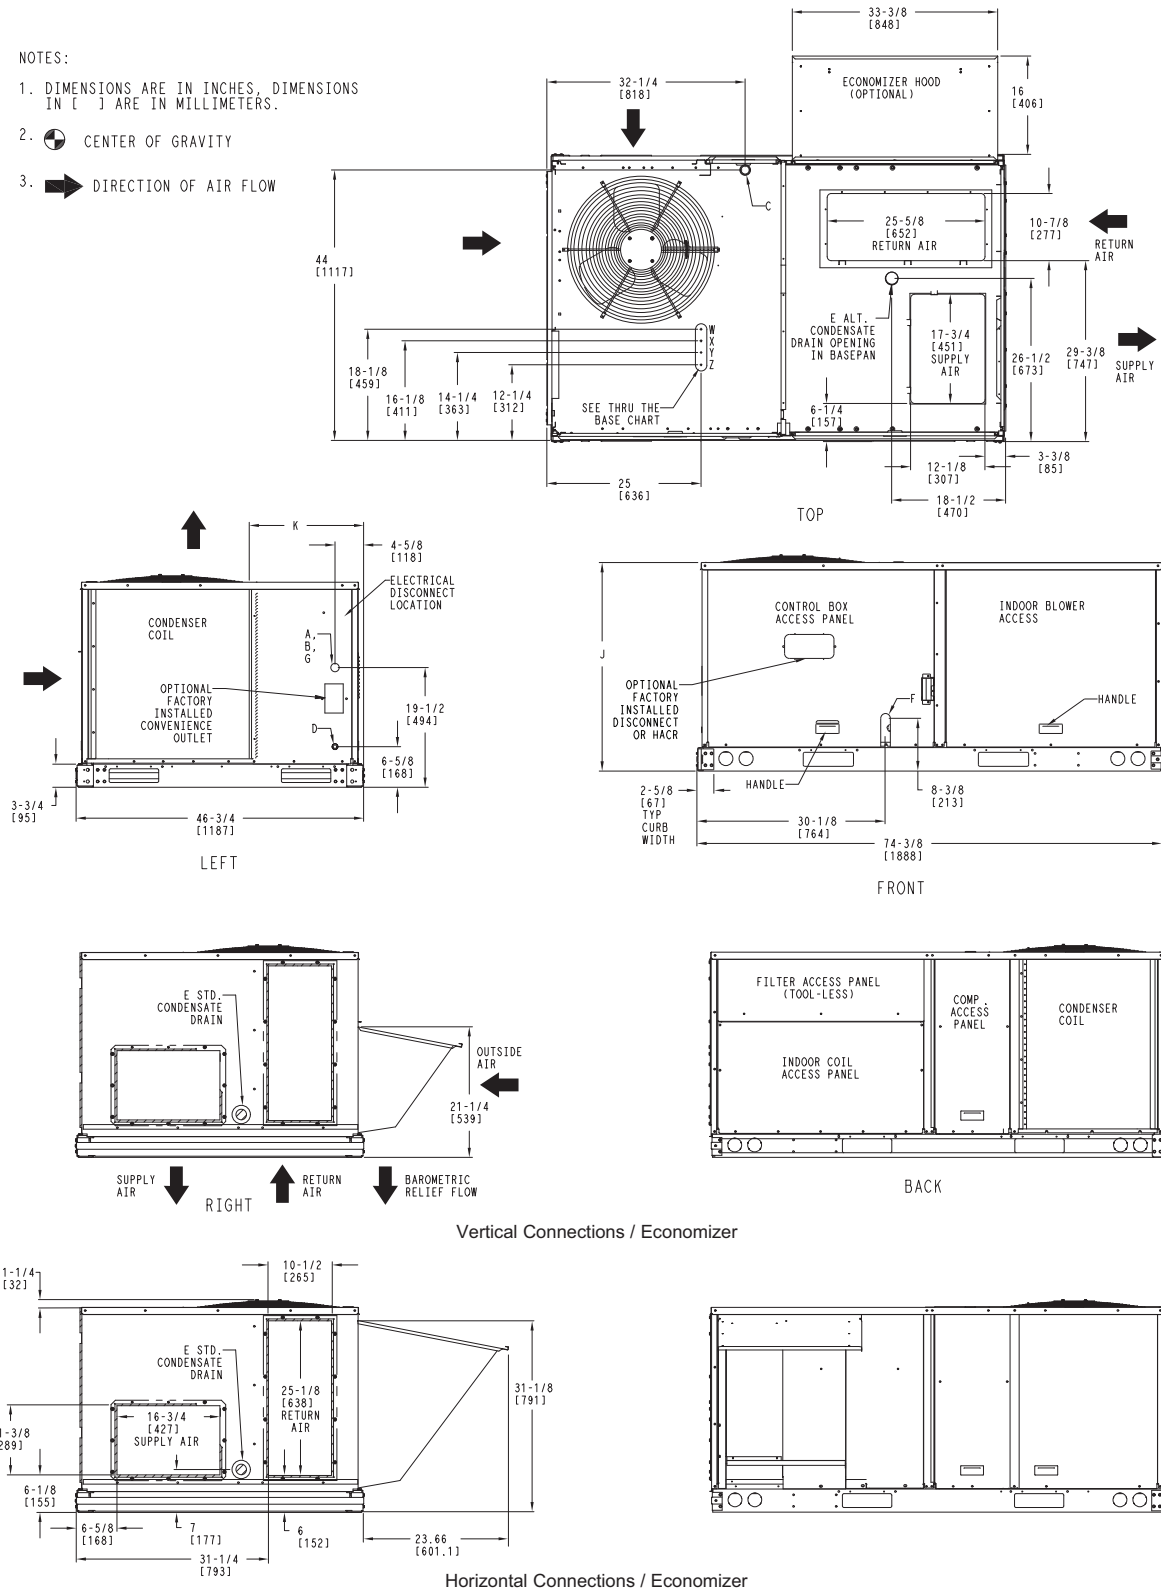 NOTES:
1. DIMENSIONS ARE IN INCHES, DIMENSIONS
IN [ ] ARE IN MILLIMETERS.
2. CENTER OF GRAVITY
3. DIRECTION OF AIR FLOW
33-3/8
[848]
32-1/4
[818]
ECONOMIZER HOOD
(OPTIONAL)
16
[406]
C
25-5/8
[652]
RETURN AIR
10-7/8
[277]
RETURN
AIR
44
[1117]
E ALT.
CONDENSATE
DRAIN OPENING
IN BASEPAN
17-3/4
[451]
SUPPLY
AIR
W
X
Y
Z
18-1/8
[459]
16-1/8
[411]
14-1/4
[363]
12-1/4
[312]
SEE THRU THE
BASE CHART
6-1/4
[157]
26-1/2
[673]
29-3/8
[747]
SUPPLY
AIR
25
[636]
12-1/8
[307]
3-3/8
[85]
18-1/2
[470]
TOP
K
4-5/8
[118]
ELECTRICAL
DISCONNECT
LOCATION
CONDENSER
COIL
A,
B,
G
OPTIONAL
FACTORY
INSTALLED
CONVENIENCE
OUTLET
D
19-1/2
[494]
6-5/8
[168]
3-3/4
[95]
46-3/4
[1187]
LEFT
CONTROL BOX
ACCESS PANEL
INDOOR BLOWER
ACCESS
J
OPTIONAL
FACTORY
INSTALLED
DISCONNECT
OR HACR
F
HANDLE
HANDLE
2-5/8
[67]
TYP
CURB
WIDTH
8-3/8
[213]
30-1/8
[764]
74-3/8
[1888]
FRONT
E STD.
CONDENSATE
DRAIN
OUTSIDE
AIR
21-1/4
[539]
SUPPLY
AIR
RETURN
AIR
BAROMETRIC
RELIEF FLOW
RIGHT
FILTER ACCESS PANEL
(TOOL-LESS)
COMP.
ACCESS
PANEL
CONDENSER
COIL
INDOOR COIL
ACCESS PANEL
BACK
Vertical Connections / Economizer
1-1/4
[32]
10-1/2
[265]
E STD.
CONDENSATE
DRAIN
25-1/8
[638]
RETURN
AIR
31-1/8
[791]
16-3/4
[427]
SUPPLY AIR
1-3/8
289]
6-1/8
[155]
6-5/8
[168]
7
[177]
6
[152]
23.66
[601.1]
31-1/4
[793]
Horizontal Connections / Economizer